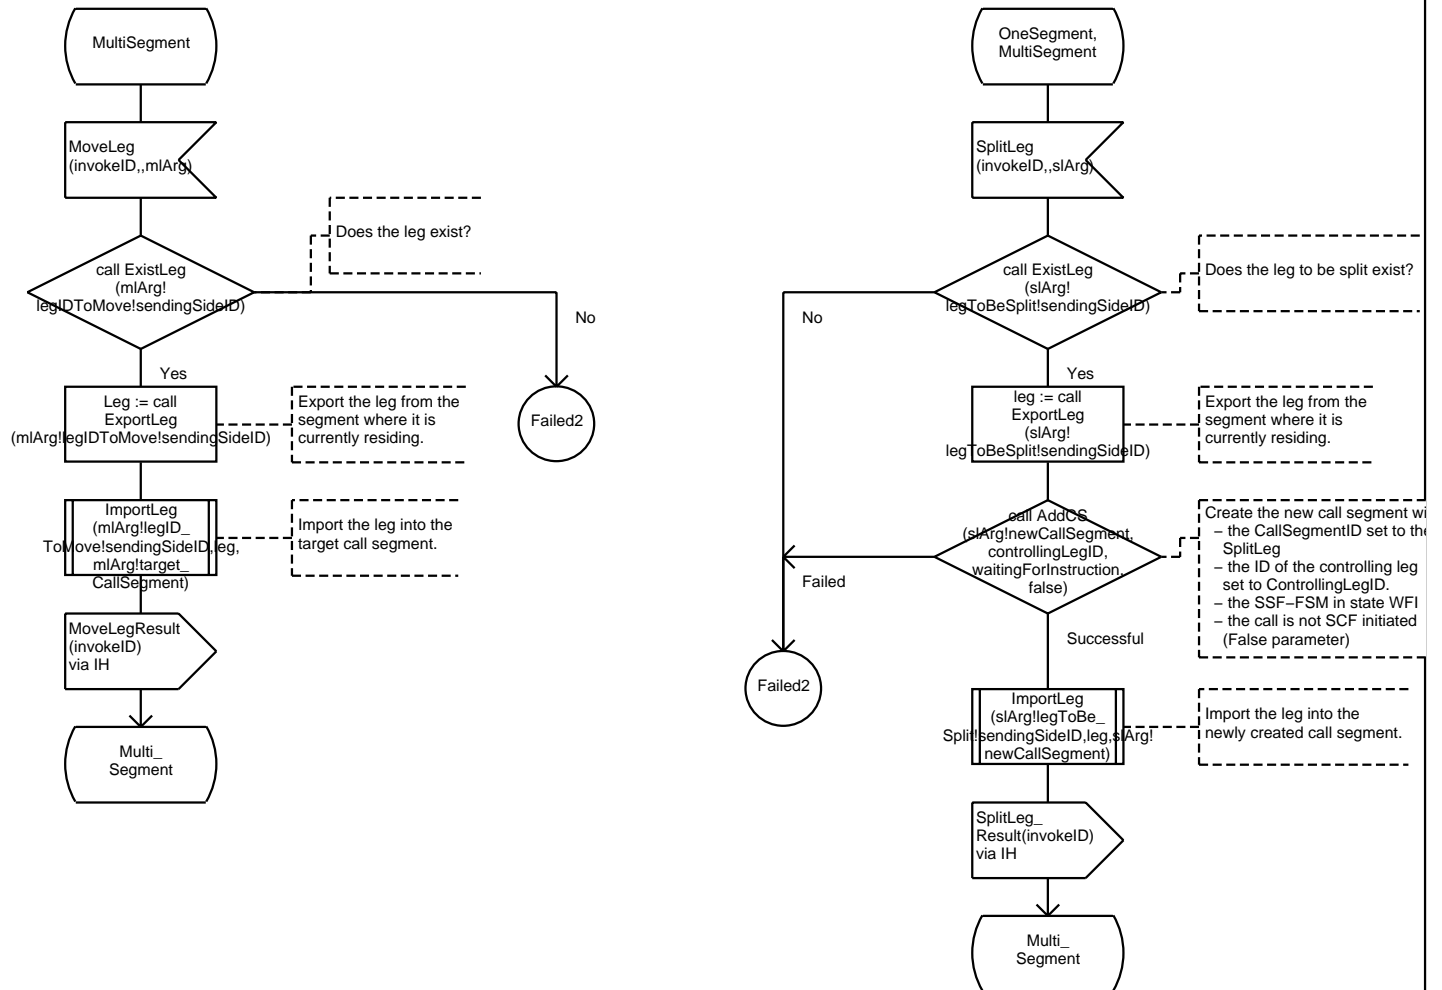 MultiSegment
MoveLeg
(invokeID,,mlArg)
Does the leg exist?
call ExistLeg
(mlArg!
legIDToMove!sendingSideID)
No
Yes
Leg := call
ExportLeg
(mlArg!legIDToMove!sendingSideID)
Export the leg from the
segment where it is
currently residing.
Failed2
ImportLeg
(mlArg!legID_
ToMove!sendingSideID,leg,
mlArg!target_
CallSegment)
Import the leg into the
target call segment.
MoveLegResult
(invokeID)
via IH
Multi_
Segment
OneSegment,
MultiSegment
SplitLeg
(invokeID,,slArg)
call ExistLeg
(slArg!
legToBeSplit!sendingSideID)
Does the leg to be split exist?
No
Yes
leg := call
ExportLeg
(slArg!
legToBeSplit!sendingSideID)
Export the leg from the
segment where it is
currently residing.
call AddCS
(slArg!newCallSegment,
controllingLegID,
waitingForInstruction,
false)
Create the new call segment wi
– the CallSegmentID set to the
SplitLeg
– the ID of the controlling leg
set to ControllingLegID.
– the SSF–FSM in state WFI
– the call is not SCF initiated
(False parameter)
Failed
Successful
Failed2
ImportLeg
(slArg!legToBe_
Split!sendingSideID,leg,slArg!
newCallSegment)
Import the leg into the
newly created call segment.
SplitLeg_
Result(invokeID)
via IH
Multi_
Segment